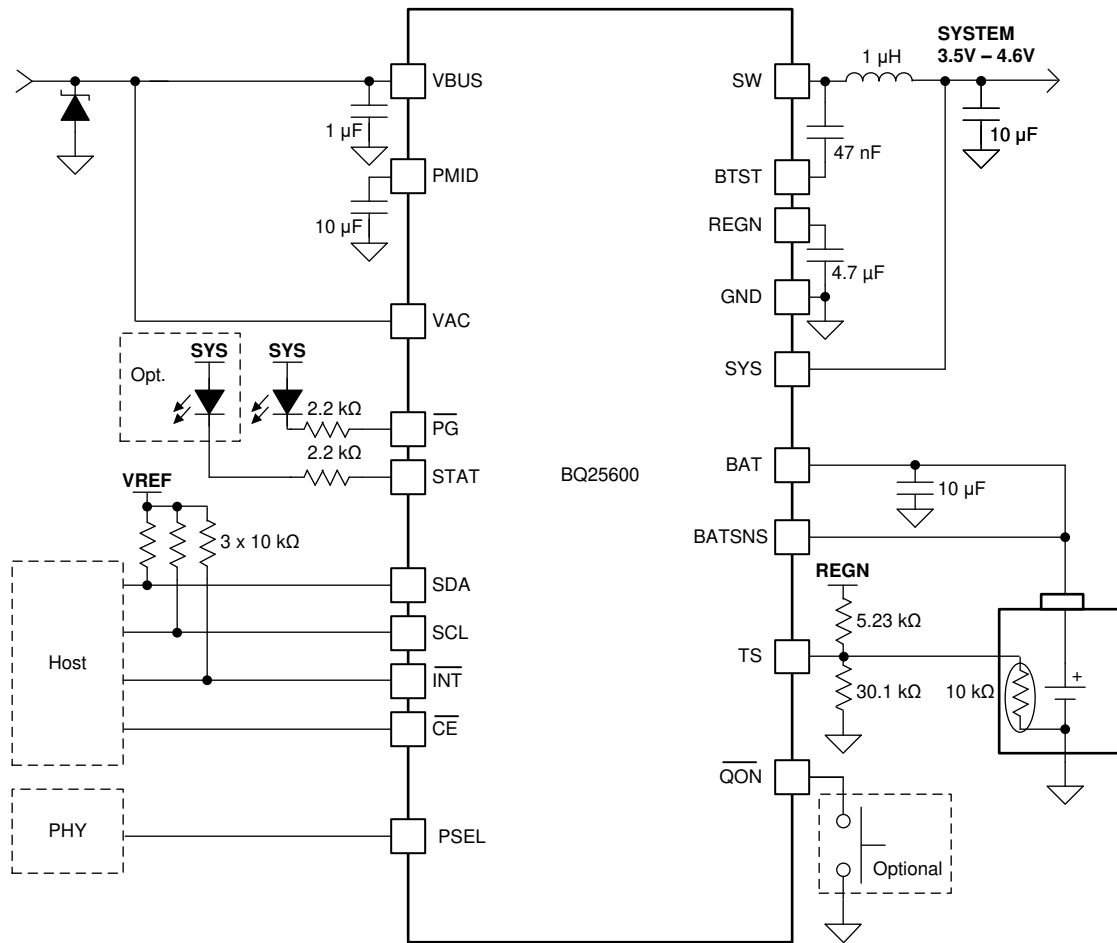 SYSTEM
3.5V – 4.6V
1 µH
VBUS
SW
1 µF
10 µF
47 nF
PMID
BTST
10 µF
REGN
4.7 µF
GND
VAC
SYS
SYS
SYS
Opt.
2.2 kΩ
PG
2.2 kΩ
STAT
BQ25600
BAT
10 µF
VREF
3 x 10 kΩ
BATSNS
REGN
SDA
5.23 kΩ
SCL
Host
TS
INT
30.1 kΩ
10 kΩ
+
CE
QON
PHY
PSEL
Optional